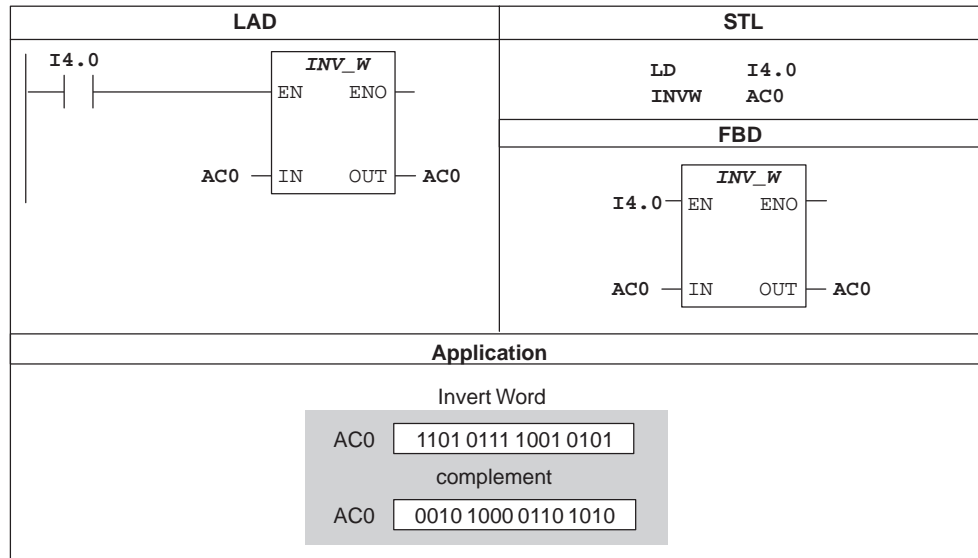 LAD
I4.0
INV_W
EN ENO
AC0 IN OUT AC0
STL
LD I4.0
INVW AC0
FBD
INV_W
I4.0 EN ENO
AC0 IN OUT AC0
Application
Invert Word
AC0 1101 0111 1001 0101
complement
AC0 0010 1000 0110 1010